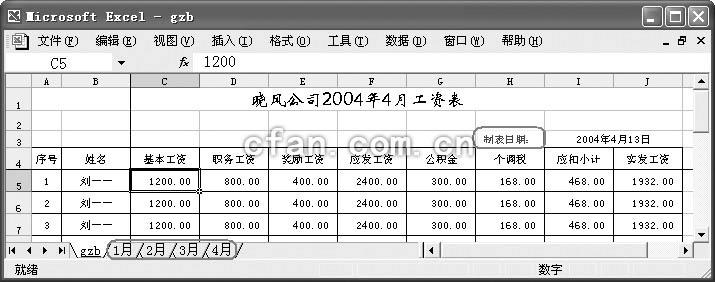 Microsoft Excel - gzb
文件(F) 编辑(E) 视图(V) 插入(I) 格式(O) 工具(T) 数据(D) 窗口(W) 帮助(H)
C5 fx 1200
A B C D E F G H I J
1 晓风公司2004年4月工资表
2
3 制表日期: 2004年4月13日
cfan.com.cn
4 序号 姓名 基本工资 职务工资 奖励工资 应发工资 公积金 个调税 应扣小计 实发工资
5 1 刘一一 1200.00 800.00 400.00 2400.00 300.00 168.00 468.00 1932.00
6 2 刘一一 1200.00 800.00 400.00 2400.00 300.00 168.00 468.00 1932.00
7 3 刘一一 1200.00 800.00 400.00 2400.00 300.00 168.00 468.00 1932.00
gzb 1月 2月 3月 4月
就绪 数字